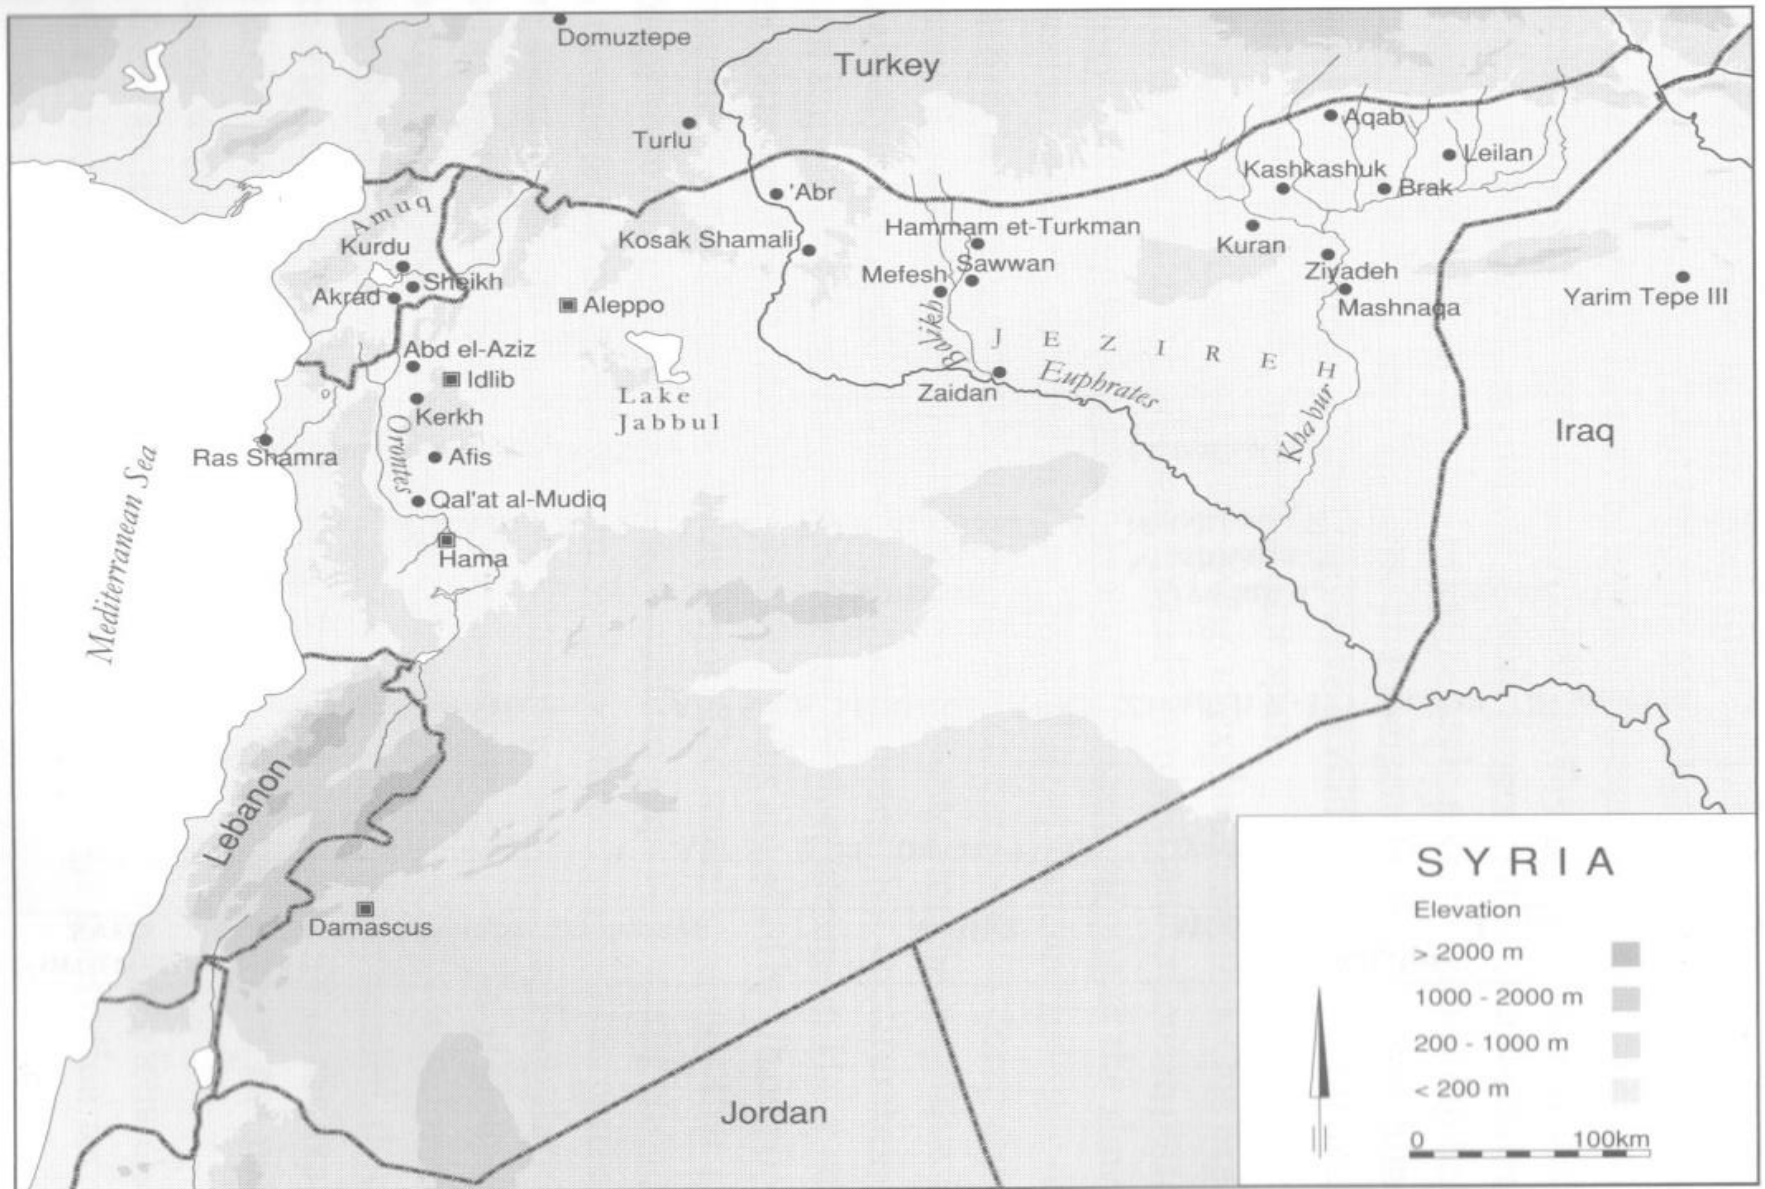 Domuztepe
Turkey
Turlu
Aqab
Leilan
Kashkashuk
Brak
'Abr
Amuq
Kurdu
Sheikh
Akrad
Kosak Shamali
Hammam et-Turkman
Sawwan
Mefesh
Kuran
Ziyadeh
Mashnaqa
Yarim Tepe III
Aleppo
Balikh
JEZIREH
Abd el-Aziz
Idlib
Kerkh
Lake
Jabbul
Zaidan
Euphrates
Khabur
Iraq
Ras Shamra
Orontes
Afis
Qal'at al-Mudiq
Hama
Mediterranean Sea
Lebanon
Damascus
Jordan
SYRIA
Elevation
> 2000 m
1000 - 2000 m
200 - 1000 m
< 200 m
0 100km